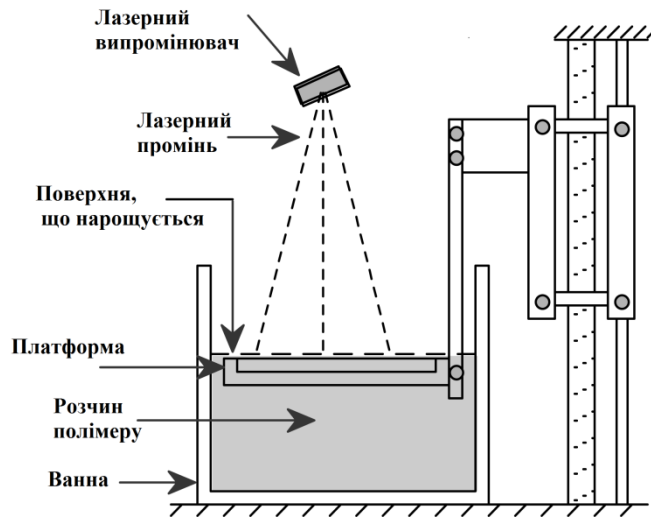 Лазерний
випромінювач
Лазерний
промінь
Поверхня,
що нарощується
Платформа
Розчин
полімеру
Ванна